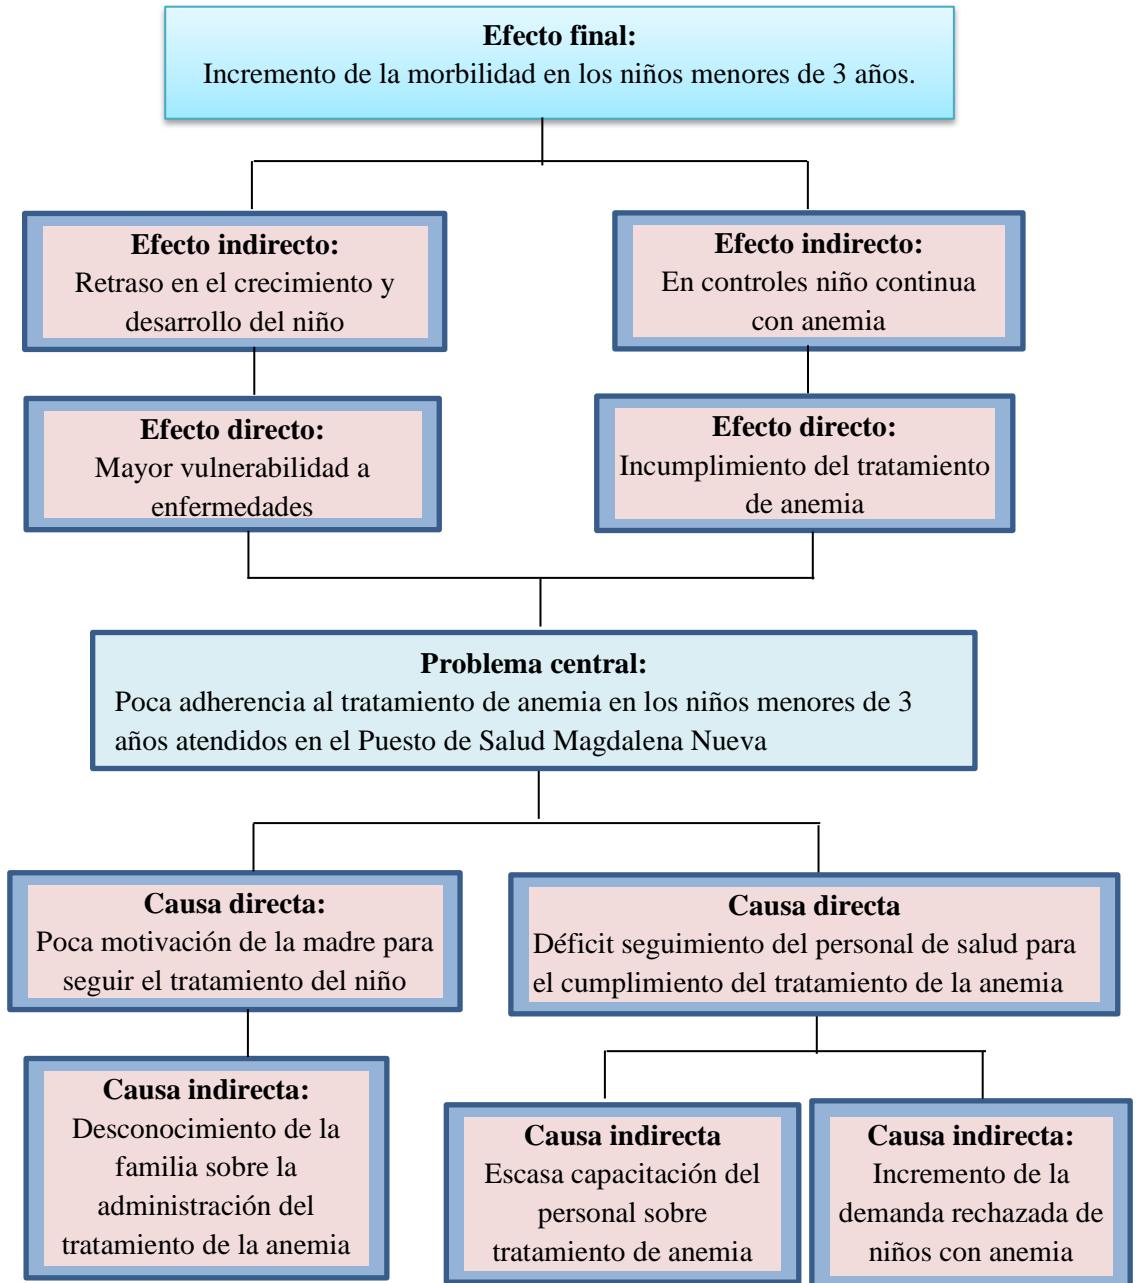 Efecto final:
Incremento de la morbilidad en los niños menores de 3 años.
Efecto indirecto:
Retraso en el crecimiento y
desarrollo del niño
Efecto indirecto:
En controles niño continua
con anemia
Efecto directo:
Mayor vulnerabilidad a
enfermedades
Efecto directo:
Incumplimiento del tratamiento
de anemia
Problema central:
Poca adherencia al tratamiento de anemia en los niños menores de 3
años atendidos en el Puesto de Salud Magdalena Nueva
Causa directa:
Poca motivación de la madre para
seguir el tratamiento del niño
Causa directa
Déficit seguimiento del personal de salud para
el cumplimiento del tratamiento de la anemia
Causa indirecta:
Desconocimiento de la
familia sobre la
administración del
tratamiento de la anemia
Causa indirecta
Escasa capacitación del
personal sobre
tratamiento de anemia
Causa indirecta:
Incremento de la
demanda rechazada de
niños con anemia